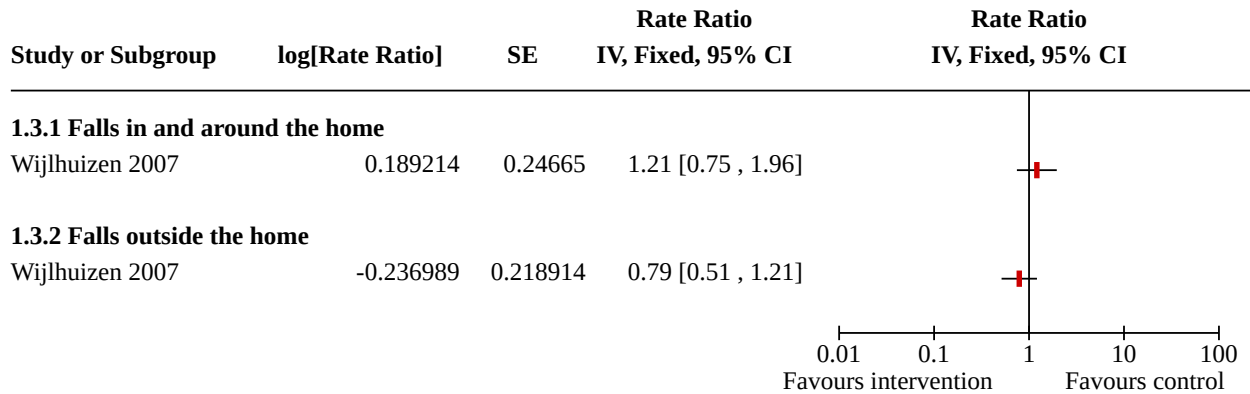 Rate Ratio Rate Ratio
Study or Subgroup log[Rate Ratio] SE IV, Fixed, 95% CI IV, Fixed, 95% CI
1.3.1 Falls in and around the home
Wijlhuizen 2007 0.189214 0.24665 1.21 [0.75 , 1.96]
1.3.2 Falls outside the home
Wijlhuizen 2007 -0.236989 0.218914 0.79 [0.51 , 1.21]
0.01 0.1 1 10 100
Favours intervention Favours control